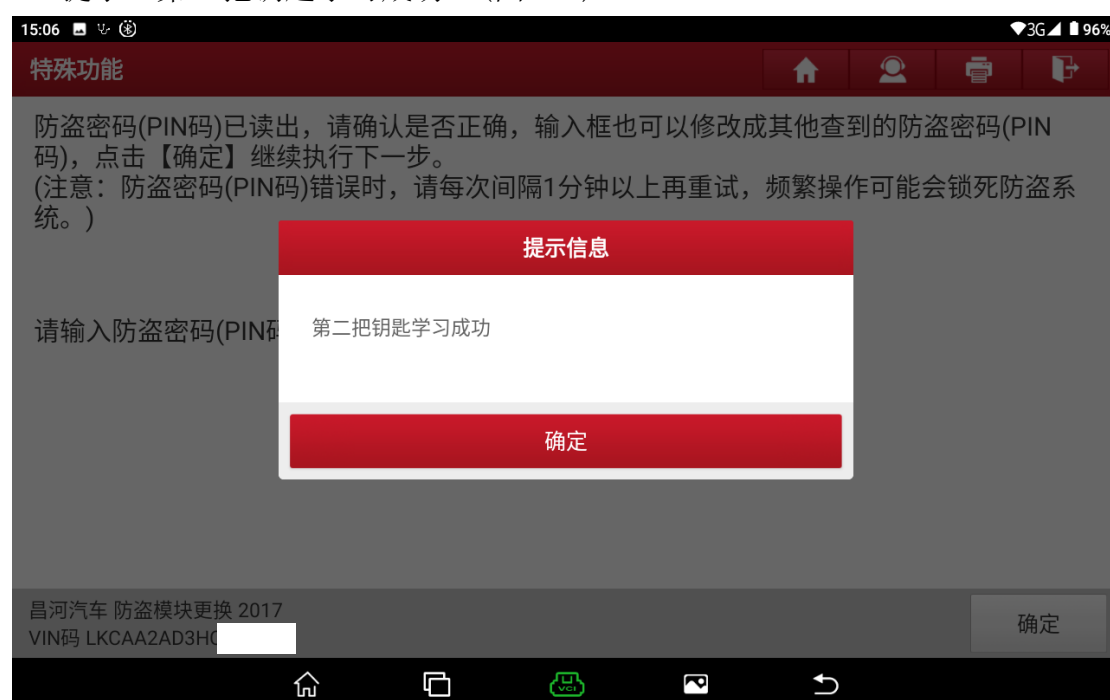 15:06
3G
96%
特殊功能
防盗密码(PIN码)已读出，请确认是否正确，输入框也可以修改成其他查到的防盗密码(PIN
码)，点击【确定】继续执行下一步。
(注意：防盗密码(PIN码)错误时，请每次间隔1分钟以上再重试，频繁操作可能会锁死防盗系
统。)
提示信息
请输入防盗密码(PIN码
第二把钥匙学习成功
确定
昌河汽车 防盗模块更换 2017
VIN码 LKCAA2AD3H
确定
VCI